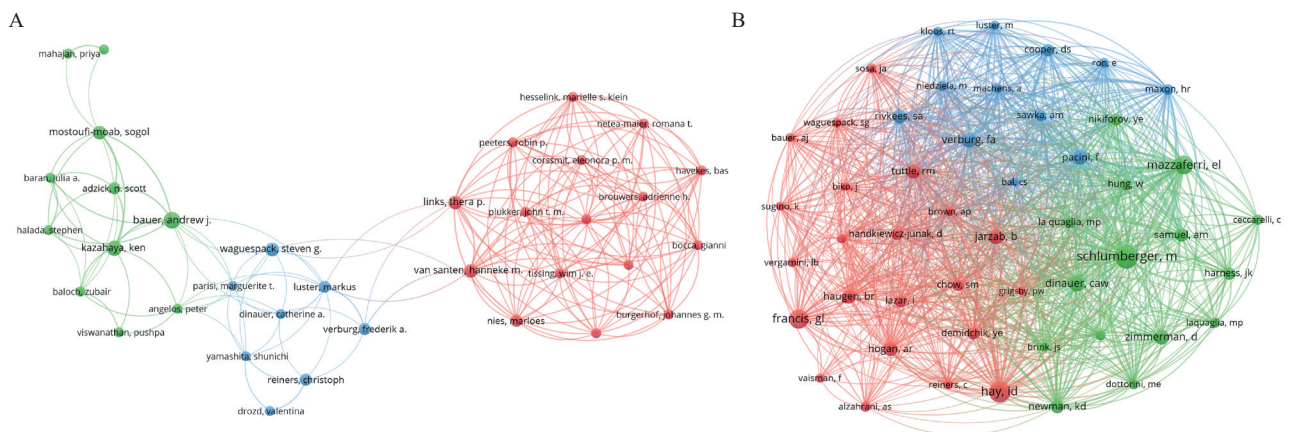 A
mahajan, priya
mostoufi-moab, sogol
baran, julia a.
adzick, n. scott
bauer, andrew j.
halada, stephen
kazahaya, ken
baloch, zubair
angelos, peter
viswanathan, pushpa
waguespack, steven g.
parisi, marguerite t.
luster, markus
dinauer, catherine a.
verburg, frederik a.
yamashita, shunichi
reiners, christoph
drozd, valentina
hesselink, marielle s. klein
netea-maier, romana t.
peeters, robin p.
corssmit, eleonora p. m.
havekes, bas
links, thera p.
brouwers, adrienne h.
plukker, john t. m.
bocca, gianni
van santen, hanneke m.
tissing, wim j. e.
nies, marloes
burgerhof, johannes g. m.
B
luster, m
kloos, rt
cooper, ds
sosa, ja
ron, e
niedziela, m
machens, a
maxon, hr
waguespack, sg
rivkees, sa
sawka, am
nikiforov, ye
bauer, aj
verburg, fa
pacini, f
tuttle, rm
mazzaferri, el
biko, j
bal, cs
hung, w
sugino, k
brown, ap
la quaglia, mp
ceccarelli, c
handkiewicz-junak, d
jarzab, b
samuel, am
vergamini, lb
schlumberger, m
chow, sm
grigsby, pw
dinauer, caw
harness, jk
haugen, br
lazar, l
francis, gl
demidchik, ye
laquaglia, mp
hogan, ar
brink, js
zimmerman, d
vaisman, f
reiners, c
hay, id
dottorini, me
alzahrani, as
newman, kd